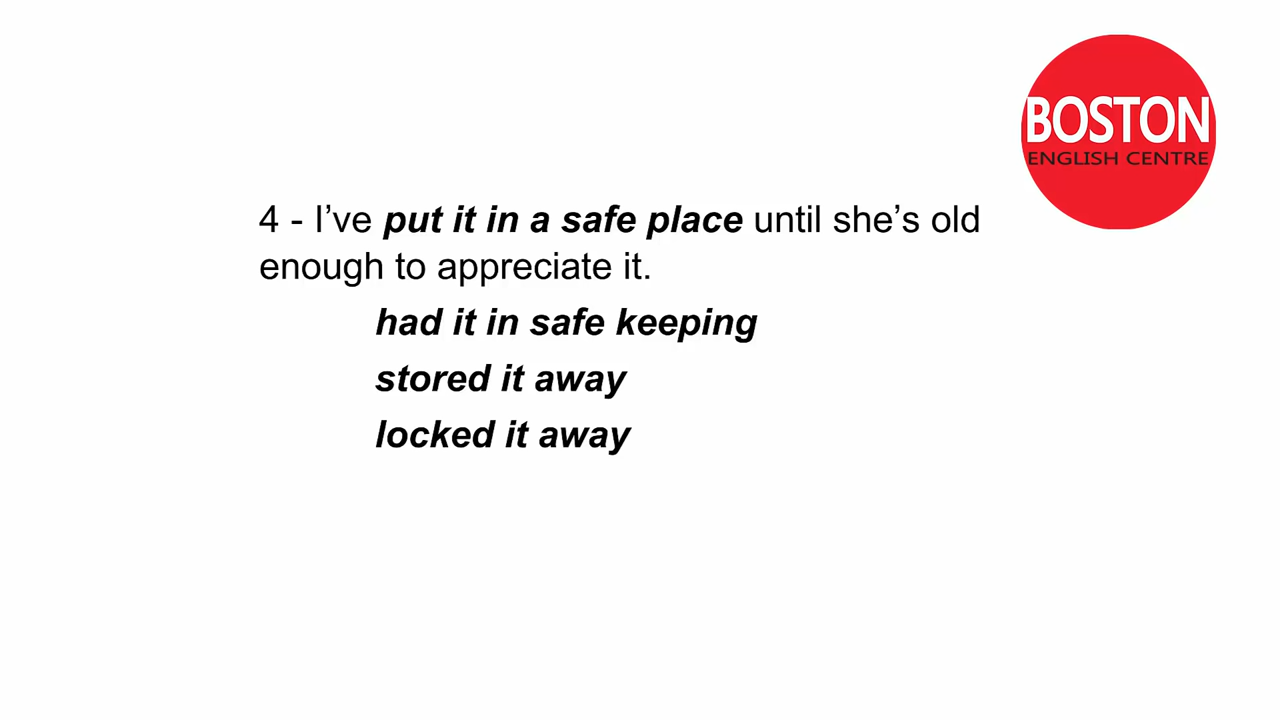 BOSTON
ENGLISH CENTRE
4 - I’ve put it in a safe place until she’s old
enough to appreciate it.
had it in safe keeping
stored it away
locked it away